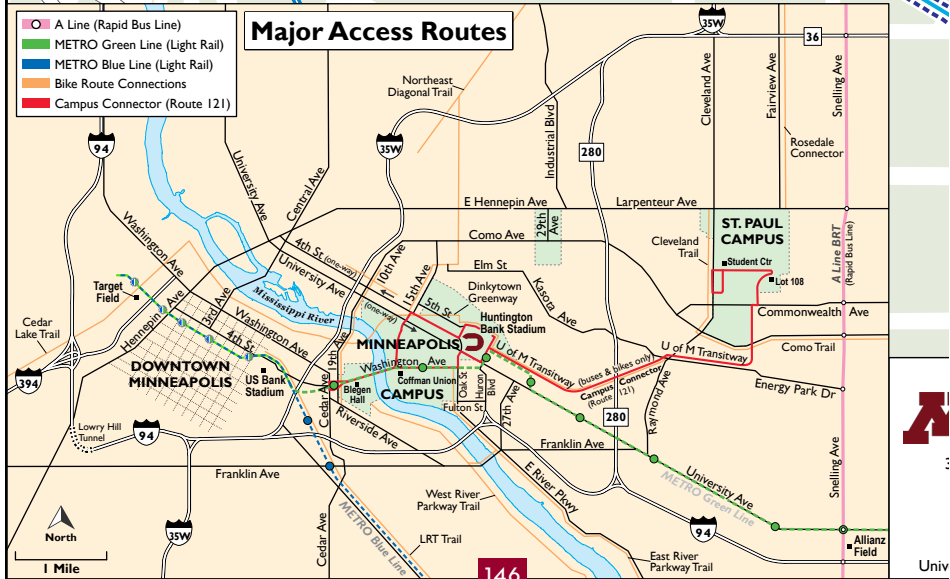 Major Access Routes
A Line (Rapid Bus Line)
METRO Green Line (Light Rail)
METRO Blue Line (Light Rail)
Bike Route Connections
Campus Connector (Route 121)
35W
36
94
35W
280
Northeast
Diagonal Trail
Industrial Blvd
Cleveland Ave
Fairview Ave
Snelling Ave
Rosedale
Connector
University Ave
Central Ave
E Hennepin Ave
Larpenteur Ave
29th
Ave
Como Ave
ST. PAUL
CAMPUS
Student Ctr
Lot 108
Cleveland
Trail
A Line BRT
(Rapid Bus Line)
Washington Ave
4th St (one-way)
University Ave
(one-way)
10th Ave
15th Ave
Elm St
Kasota Ave
Dinkytown
Greenway
5th St
Huntington
Bank Stadium
Commonwealth Ave
Como Trail
Target
Field
Cedar
Lake Trail
Hennepin Ave
3rd Ave
4th St
Washington Ave
Mississippi River
19th Ave
MINNEAPOLIS
CAMPUS
Washington Ave
Coffman Union
Blegen
Hall
Oak St
Huron
Blvd
Fulton St
27th Ave
U of M Transitway
(buses & bikes only)
Campus Connector
(Route 121)
U of M Transitway
Energy Park Dr
Raymond Ave
280
DOWNTOWN
MINNEAPOLIS
US Bank
Stadium
Cedar Ave
Riverside Ave
394
Lowry Hill
Tunnel
94
Franklin Ave
Franklin Ave
University Ave
METRO Green Line
Snelling Ave
E River Pkwy
West River
Parkway Trail
LRT Trail
METRO Blue Line
Cedar Ave
35W
94
East River
Parkway Trail
Allianz
Field
North
1 Mile
146
3
Univ